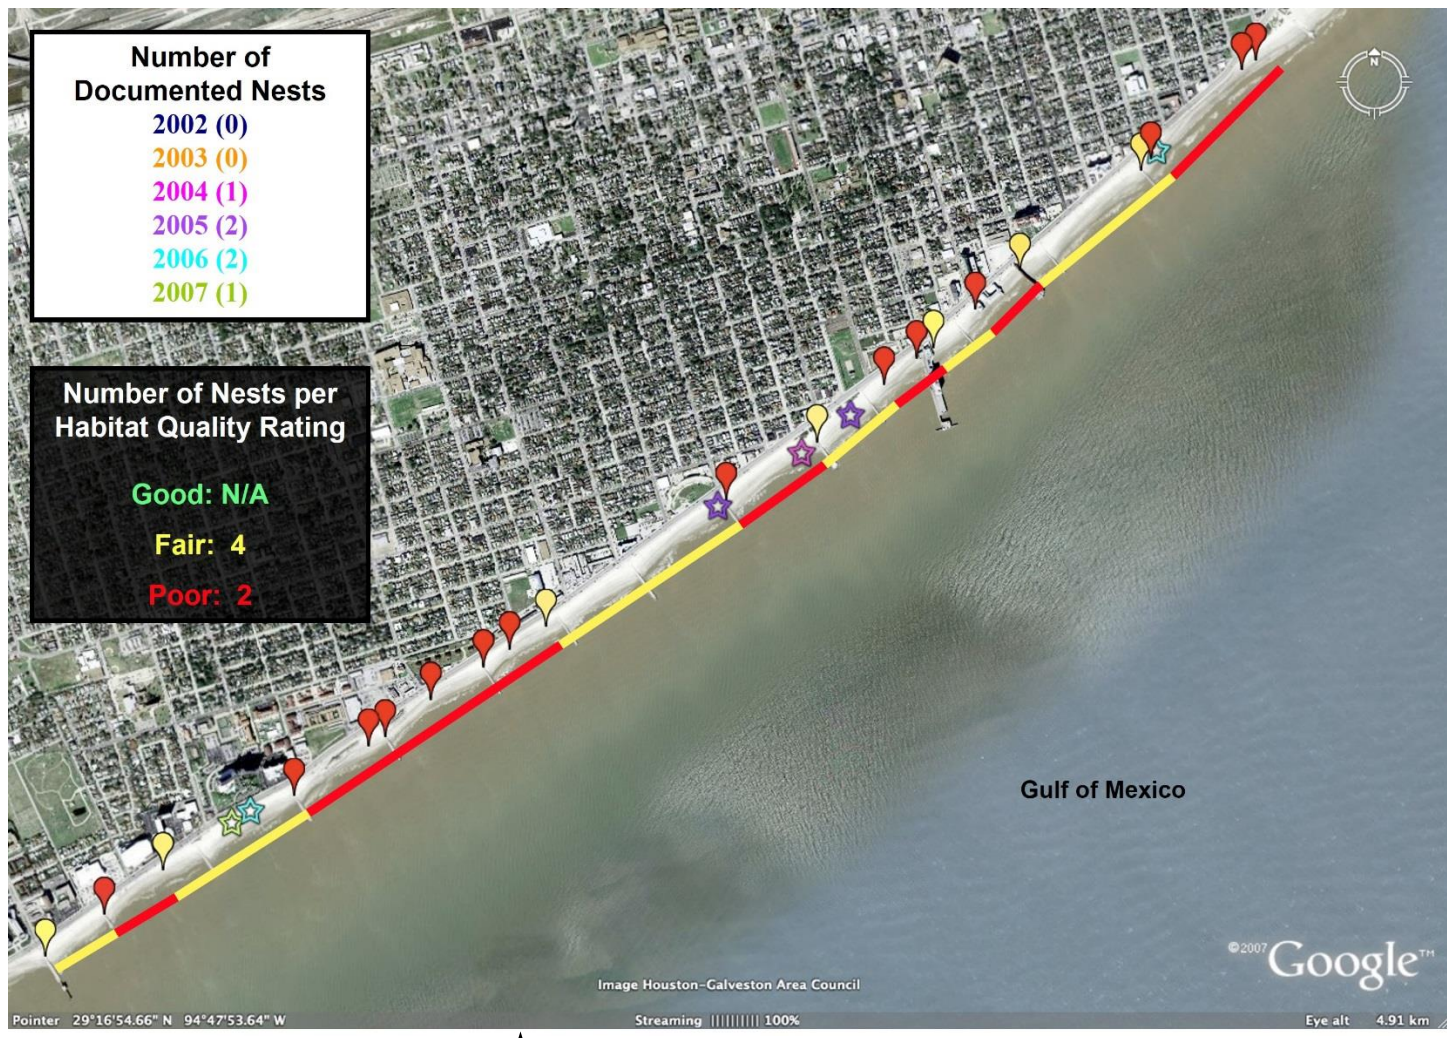 Number of
Documented Nests
2002 (0)
2003 (0)
2004 (1)
2005 (2)
2006 (2)
2007 (1)
Number of Nests per
Habitat Quality Rating
Good: N/A
Fair: 4
Poor: 2
N
Gulf of Mexico
©2007 Google™
Image Houston-Galveston Area Council
Pointer 29°16'54.66" N 94°47'53.64" W
Streaming |||||||||| 100%
Eye alt 4.91 km